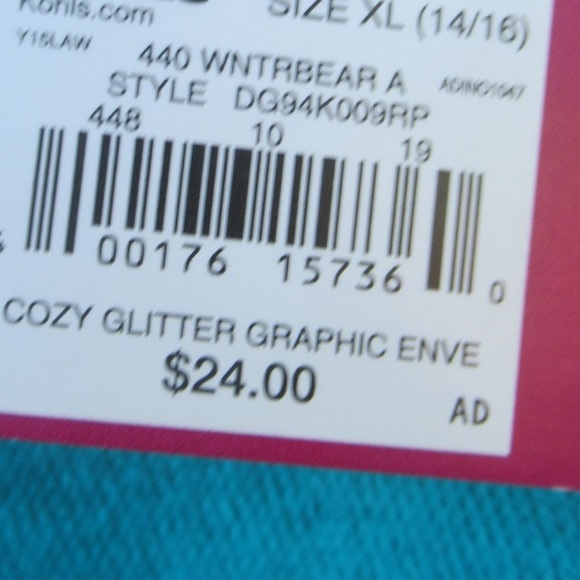 Kohls.com SIZE XL (14/16)
Y15LAW 440 WNTRBEAR A
STYLE DG94K009RP
448 10 19
00176 15736 0
COZY GLITTER GRAPHIC ENVE
$24.00
AD